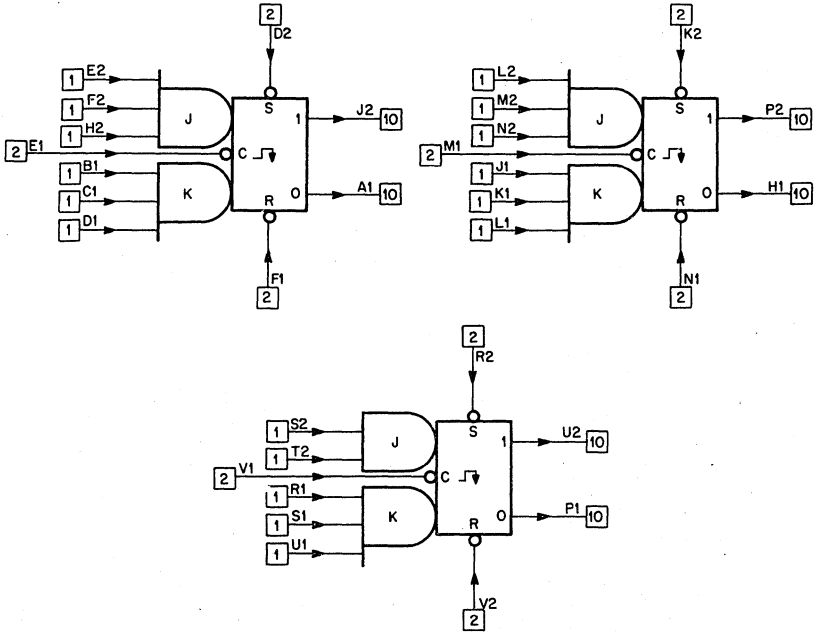 2
D2
1 E2
1 F2
1 H2
2 E1
1 B1
1 C1
1 D1
J
K
S
1
C
0
R
J2 10
A1 10
F1
2
2
K2
1 L2
1 M2
1 N2
2 M1
1 J1
1 K1
1 L1
J
K
S
1
C
0
R
P2 10
H1 10
N1
2
2
R2
1 S2
1 T2
2 V1
1 R1
1 S1
1 U1
J
K
S
1
C
0
R
U2 10
P1 10
V2
2